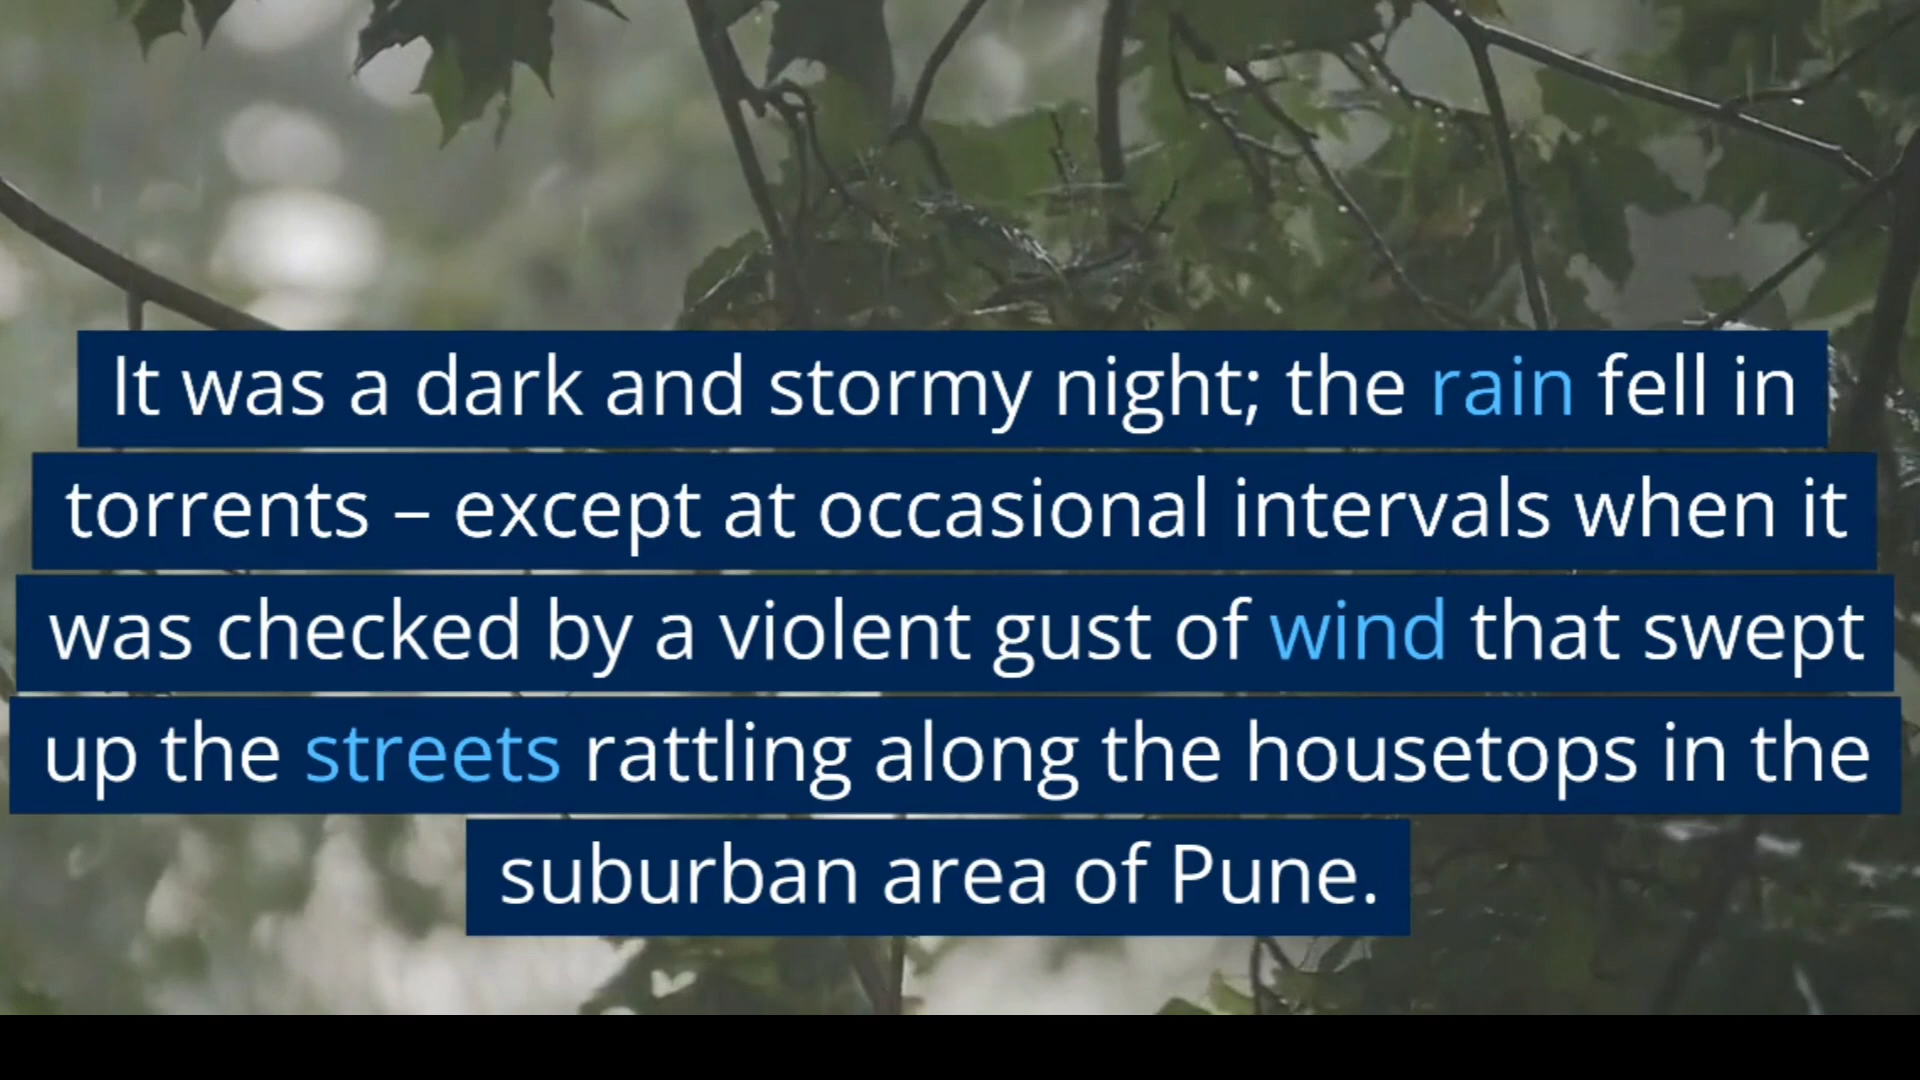 It was a dark and stormy night; the rain fell in
torrents – except at occasional intervals when it
was checked by a violent gust of wind that swept
up the streets rattling along the housetops in the
suburban area of Pune.